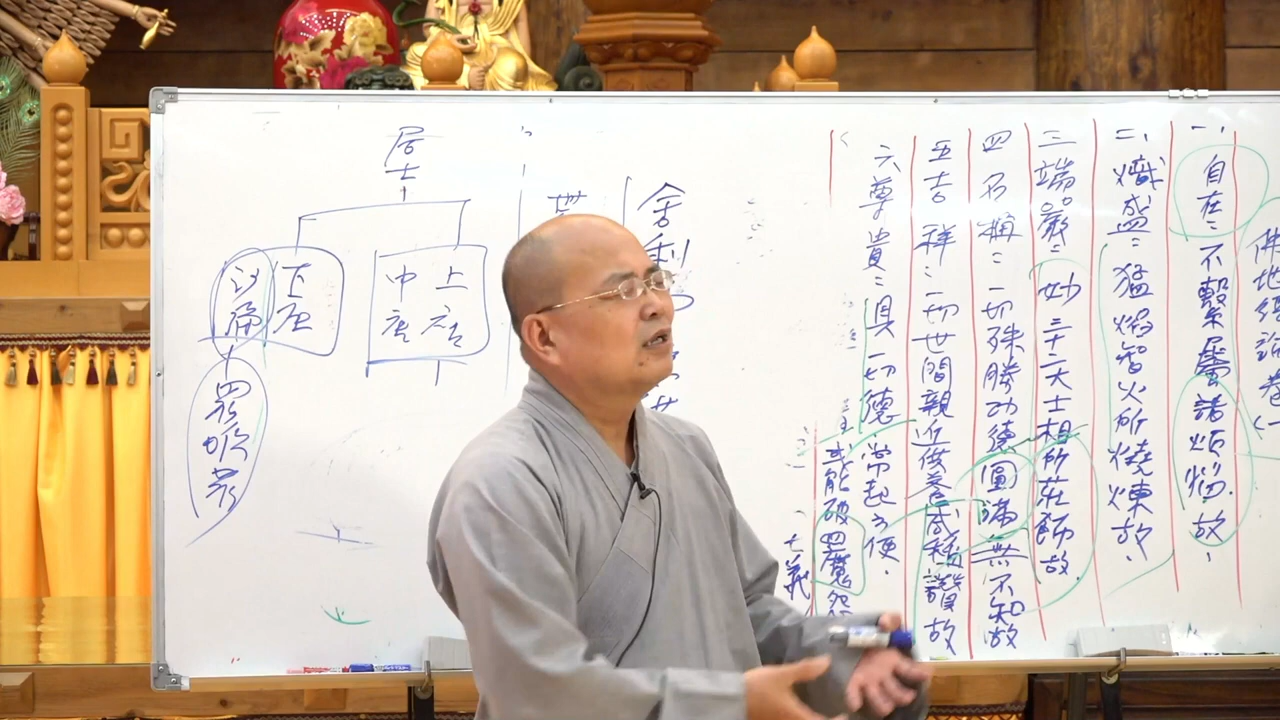 佛地經論卷一
一、自在：不繫屬諸煩惱故，
二、熾盛：猛焰智火所燒煉故．
三 端嚴：妙三十二大士相所莊飾故
四 名稱：一切殊勝功德圓滿無不知故
五 吉祥：一切世間親近供養咸稱讚故
六 尊貴：具一切德常起方便．
或能破四魔怨
七義
舍利
世
居士
上座
中座
下座
沙彌